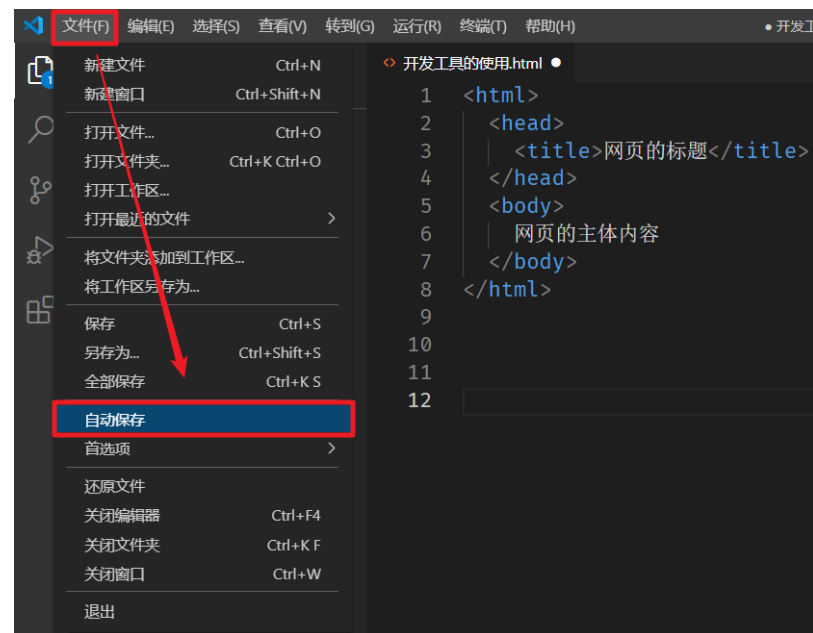 文件(F) 编辑(E) 选择(S) 查看(V) 转到(G) 运行(R) 终端(T) 帮助(H) ● 开发工
新建文件 Ctrl+N
新建窗口 Ctrl+Shift+N
打开文件... Ctrl+O
打开文件夹... Ctrl+K Ctrl+O
打开工作区...
打开最近的文件 >
将文件夹添加到工作区...
将工作区另存为...
保存 Ctrl+S
另存为... Ctrl+Shift+S
全部保存 Ctrl+K S
自动保存
首选项 >
还原文件
关闭编辑器 Ctrl+F4
关闭文件夹 Ctrl+K F
关闭窗口 Ctrl+W
退出
1
<> 开发工具的使用.html ●
1 <html>
2 <head>
3 <title>网页的标题</title>
4 </head>
5 <body>
6 网页的主体内容
7 </body>
8 </html>
9
10
11
12